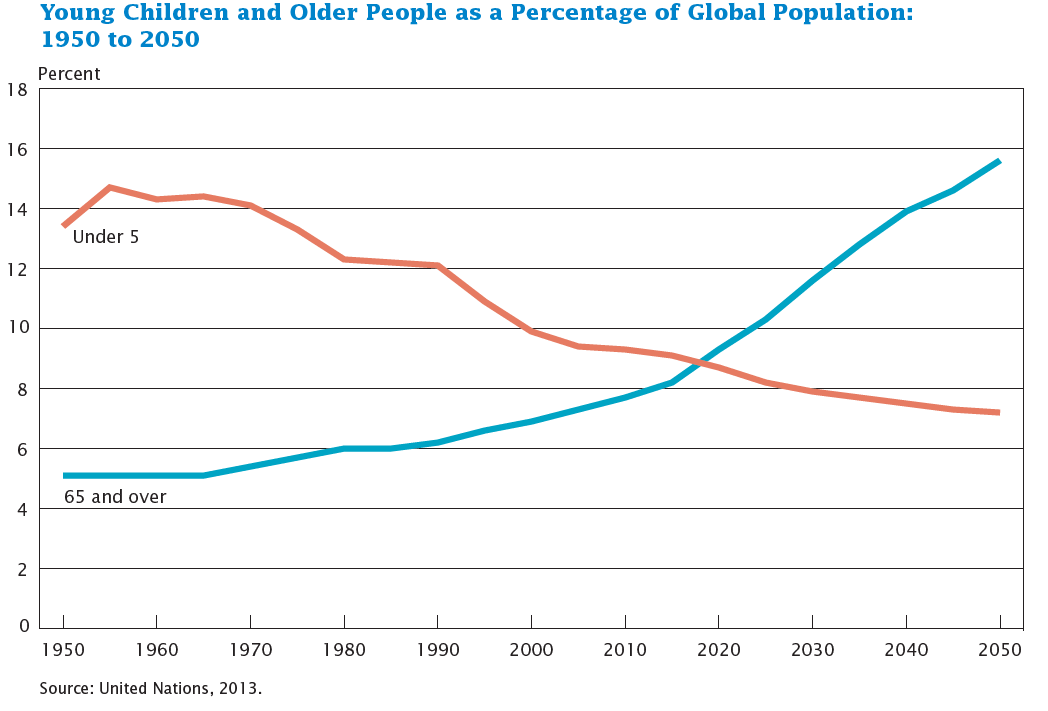 Young Children and Older People as a Percentage of Global Population:
1950 to 2050
Percent
18
16
14
Under 5
12
10
8
6
65 and over
4
2
0
1950 1960 1970 1980 1990 2000 2010 2020 2030 2040 2050
Source: United Nations, 2013.